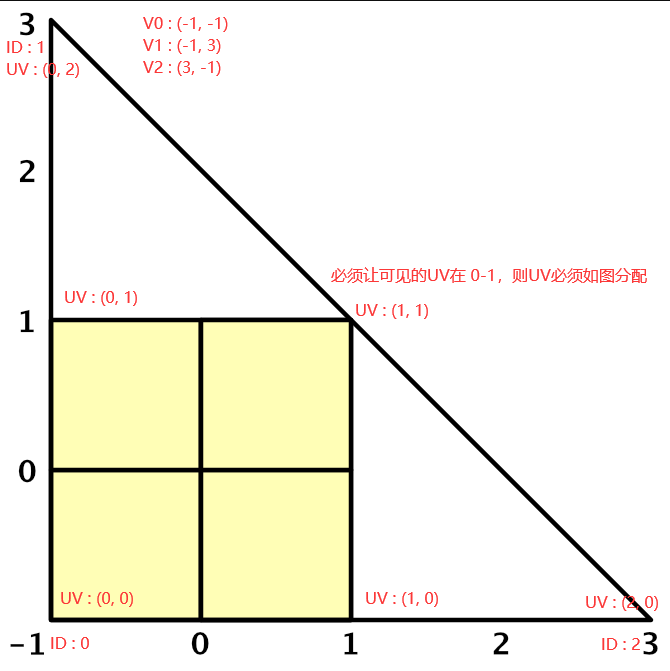 3
V0 : (-1, -1)
ID : 1
V1 : (-1, 3)
UV : (0, 2)
V2 : (3, -1)
2
必须让可见的UV在 0-1，则UV必须如图分配
UV : (0, 1)
UV : (1, 1)
1
0
UV : (0, 0)
UV : (1, 0)
UV : (2, 0)
-1
ID : 0
0
1
2
ID : 2
3